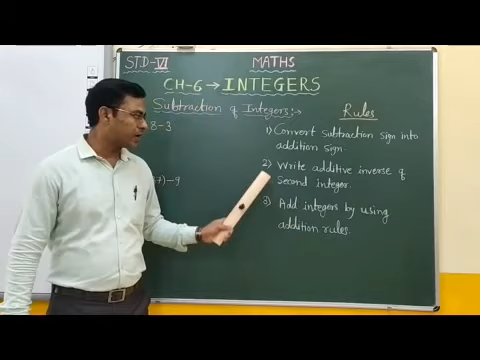 STD-VI
MATHS
CH-6 → INTEGERS
Subtraction of Integers:→
8-3
7)-9
Rules
1) Convert Subtraction sign into
addition sign.
2) Write additive inverse of
Second integer.
3) Add integers by using
addition rules.